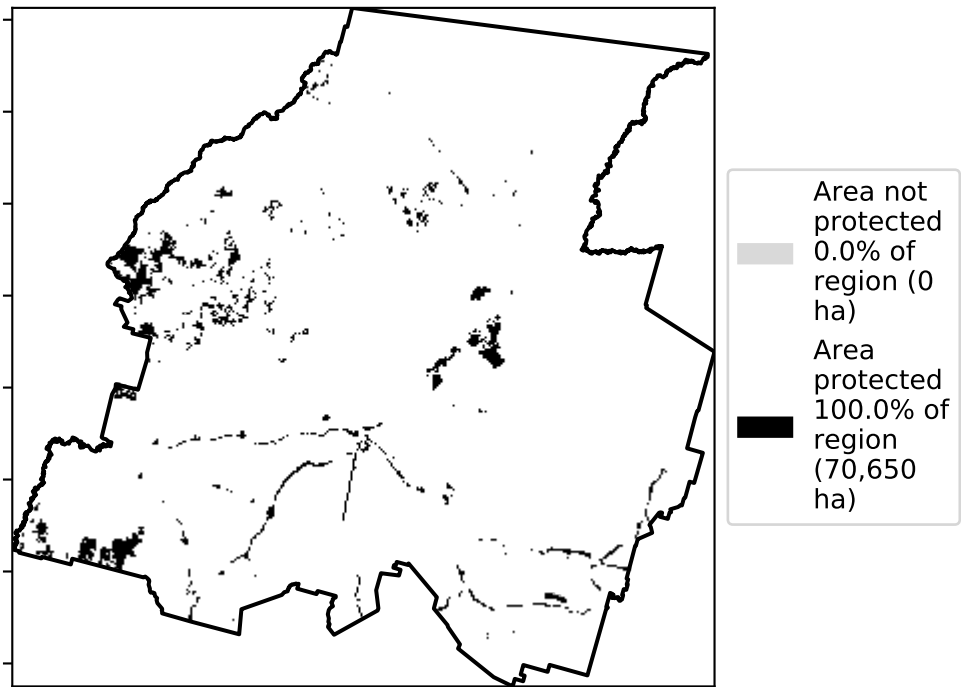 Area not
protected
0.0% of
region (0
ha)
Area
protected
100.0% of
region
(70,650
ha)